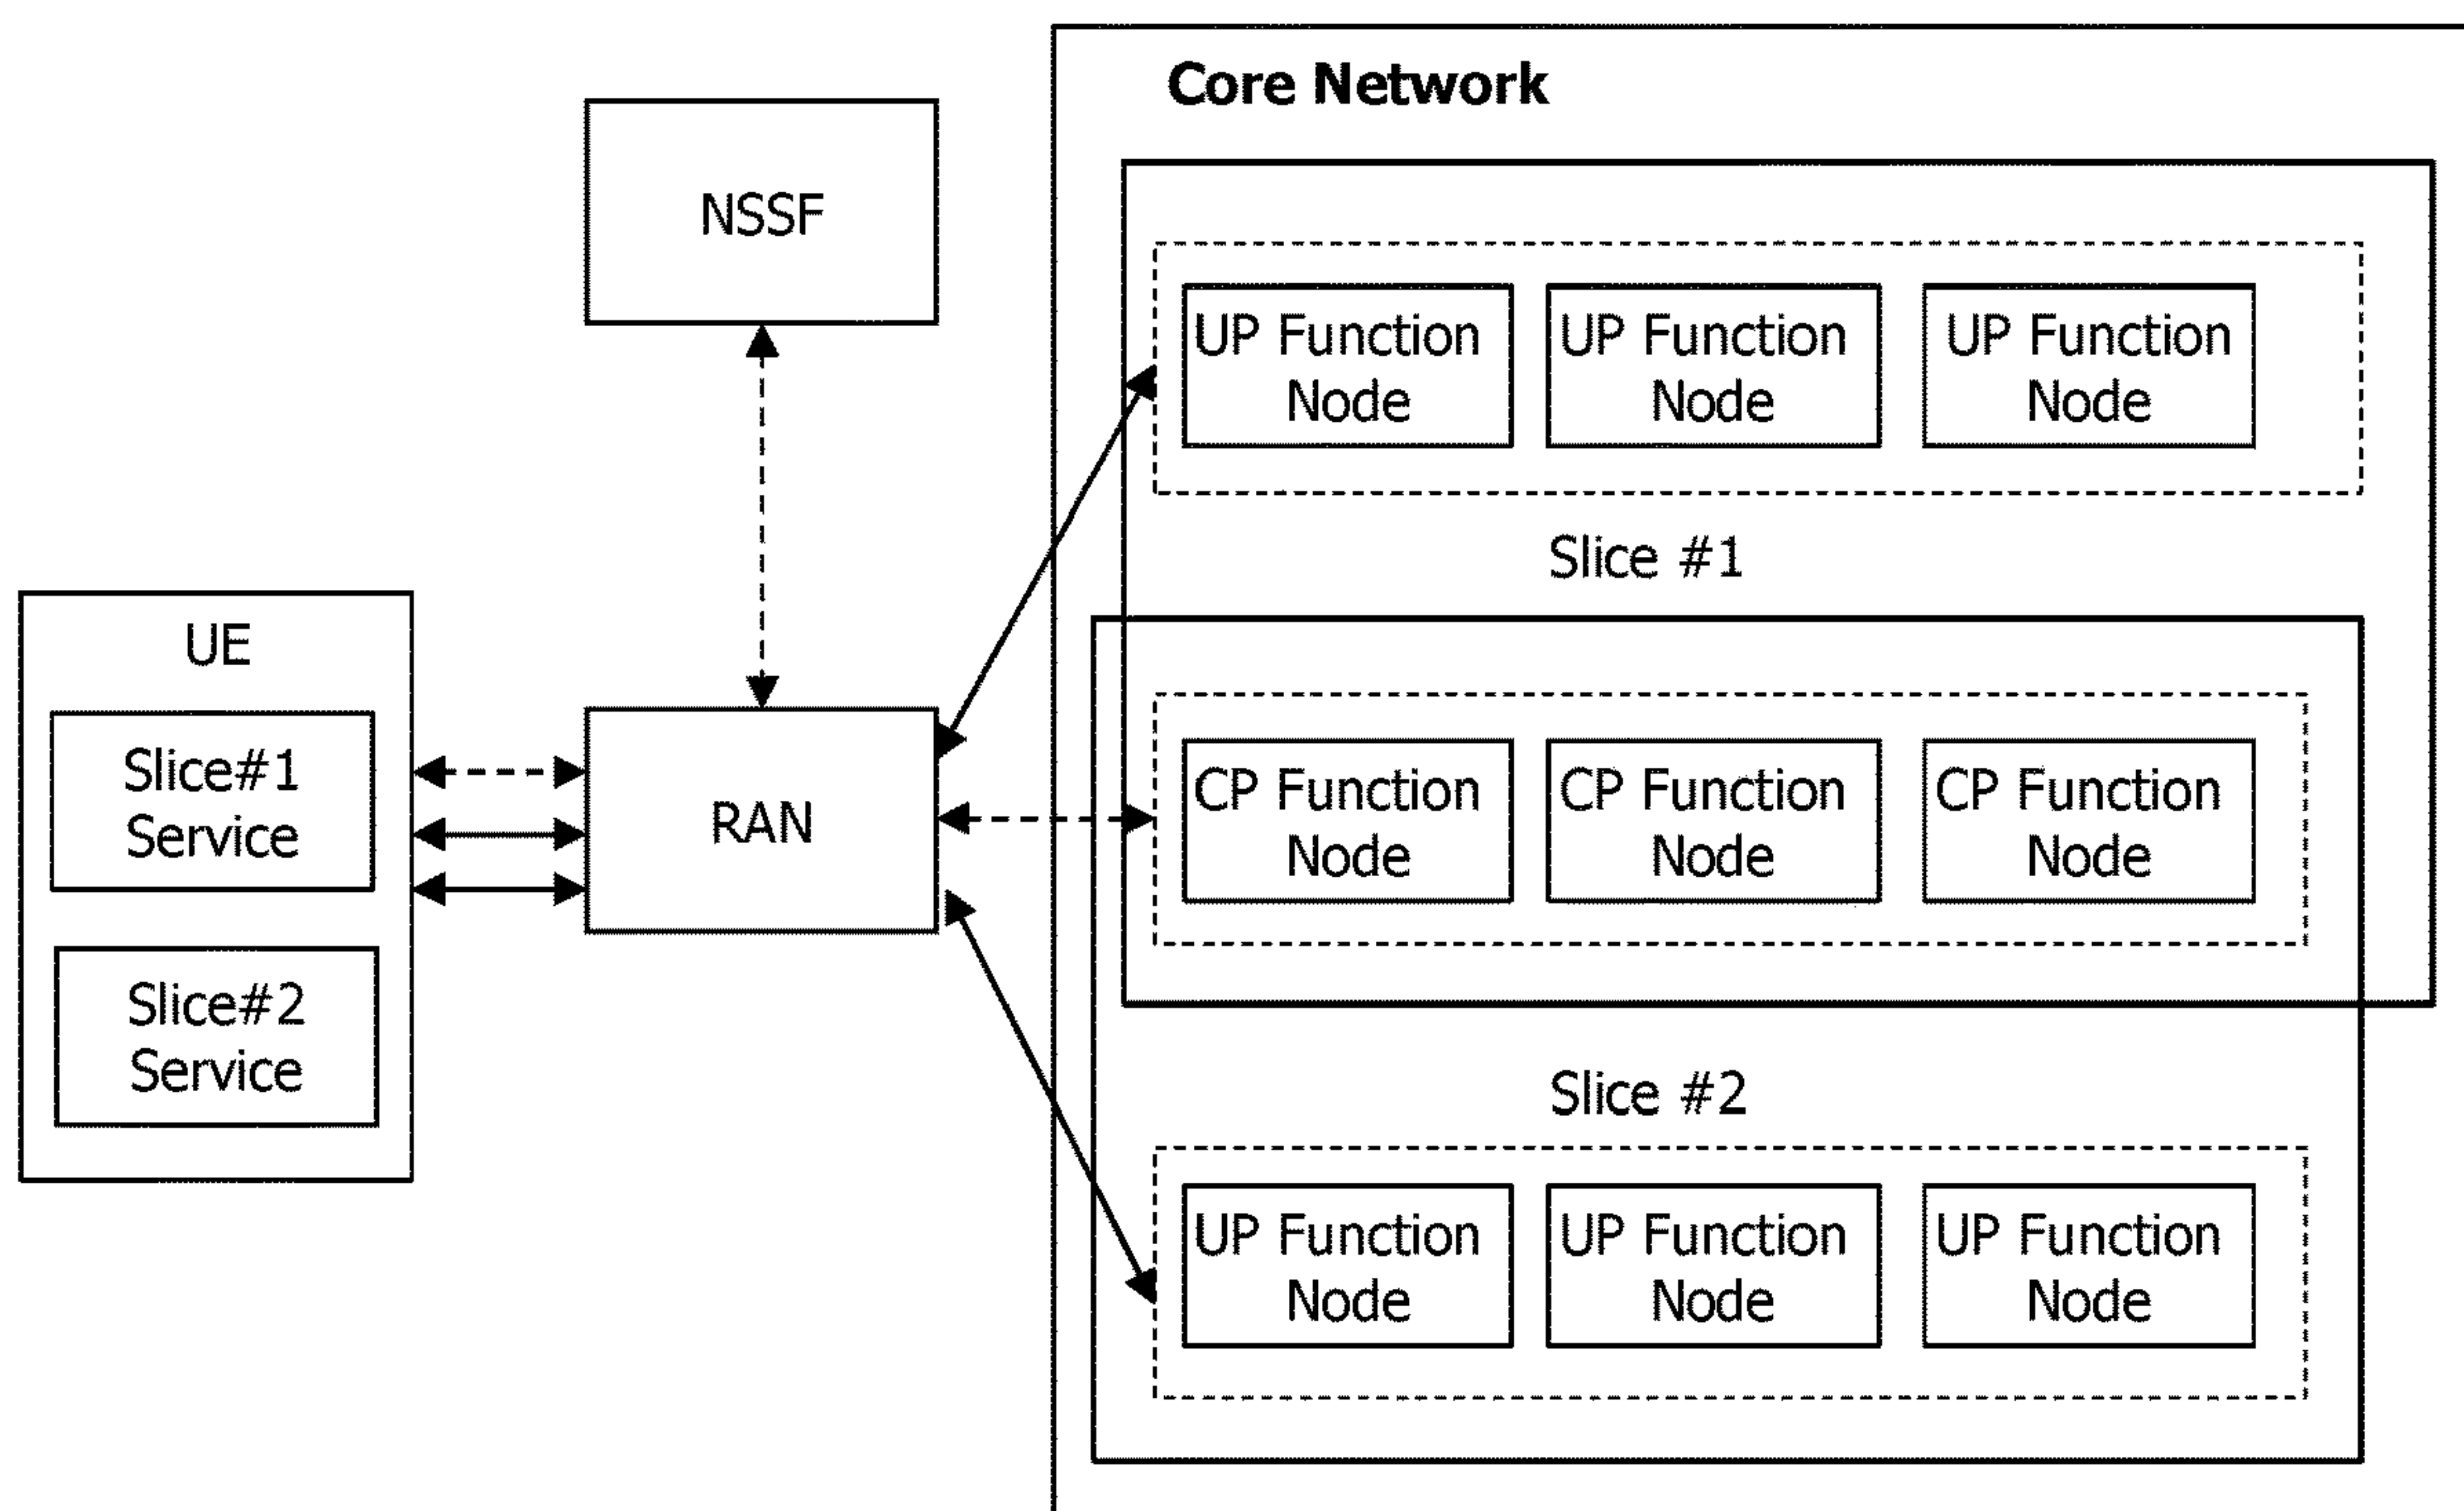 Core Network
NSSF
UP Function
Node
UP Function
Node
UP Function
Node
Slice #1
UE
Slice#1
Service
Slice#2
Service
RAN
CP Function
Node
CP Function
Node
CP Function
Node
Slice #2
UP Function
Node
UP Function
Node
UP Function
Node